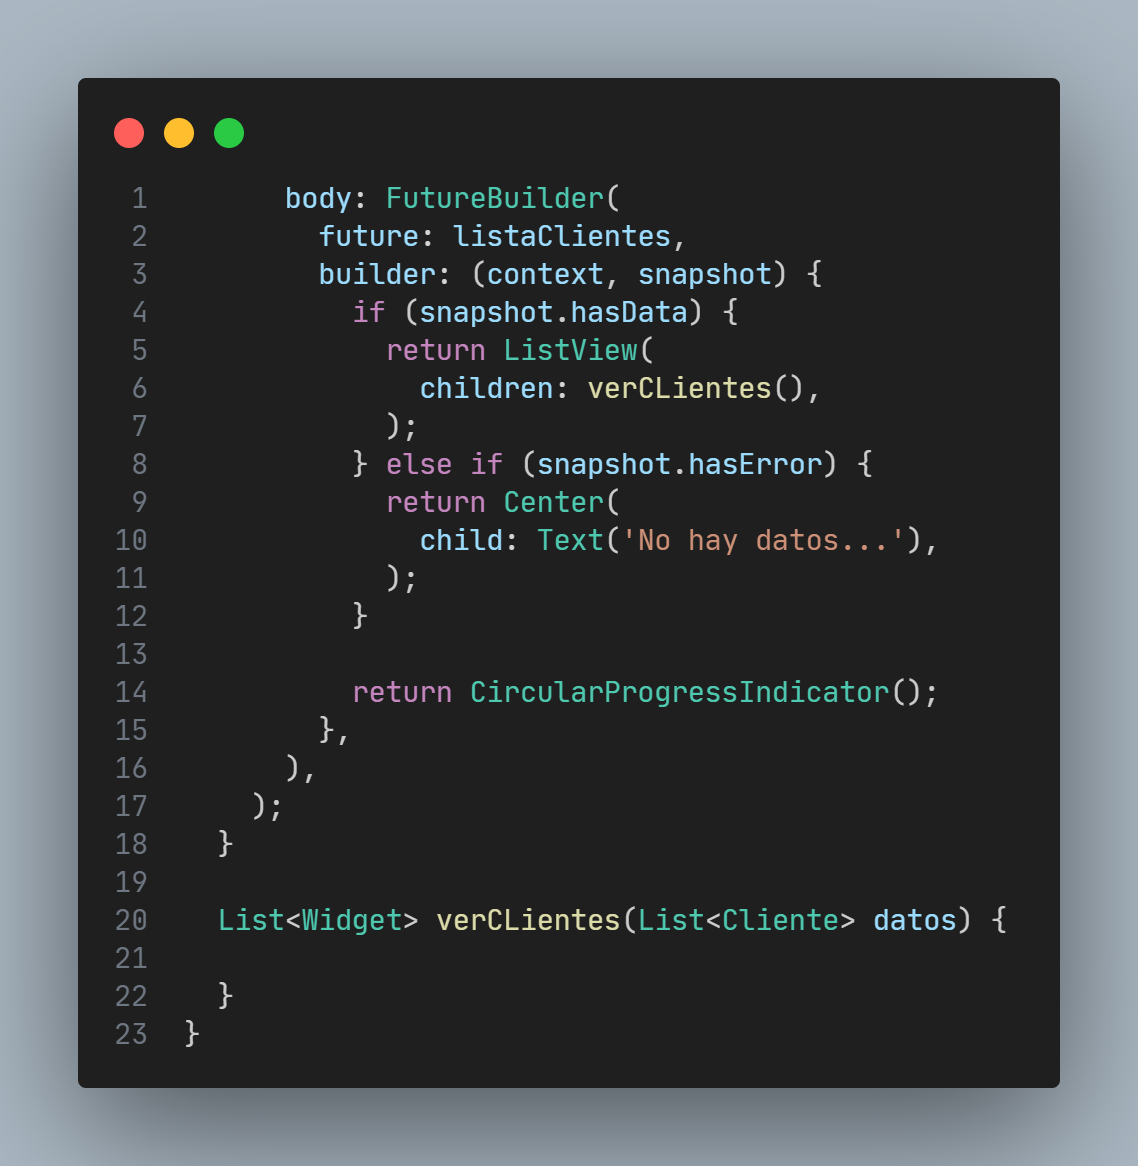 1 body: FutureBuilder(
2 future: listaClientes,
3 builder: (context, snapshot) {
4 if (snapshot.hasData) {
5 return ListView(
6 children: verCLientes(),
7 );
8 } else if (snapshot.hasError) {
9 return Center(
10 child: Text('No hay datos...'),
11 );
12 }
13
14 return CircularProgressIndicator();
15 },
16 ),
17 );
18 }
19
20 List<Widget> verCLientes(List<Cliente> datos) {
21
22 }
23 }